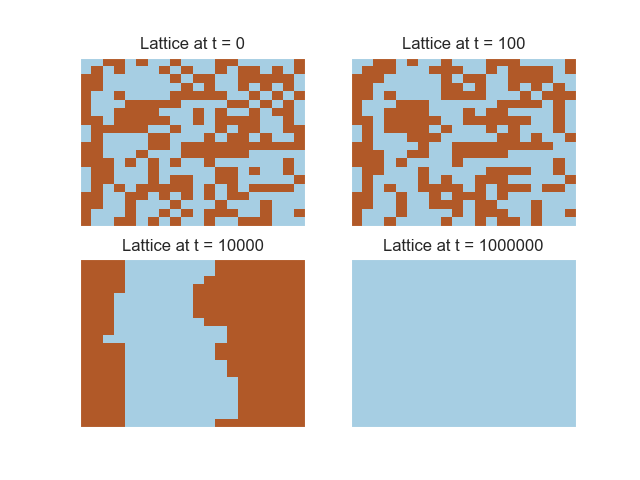 Lattice at t = 0
Lattice at t = 100
Lattice at t = 10000
Lattice at t = 1000000